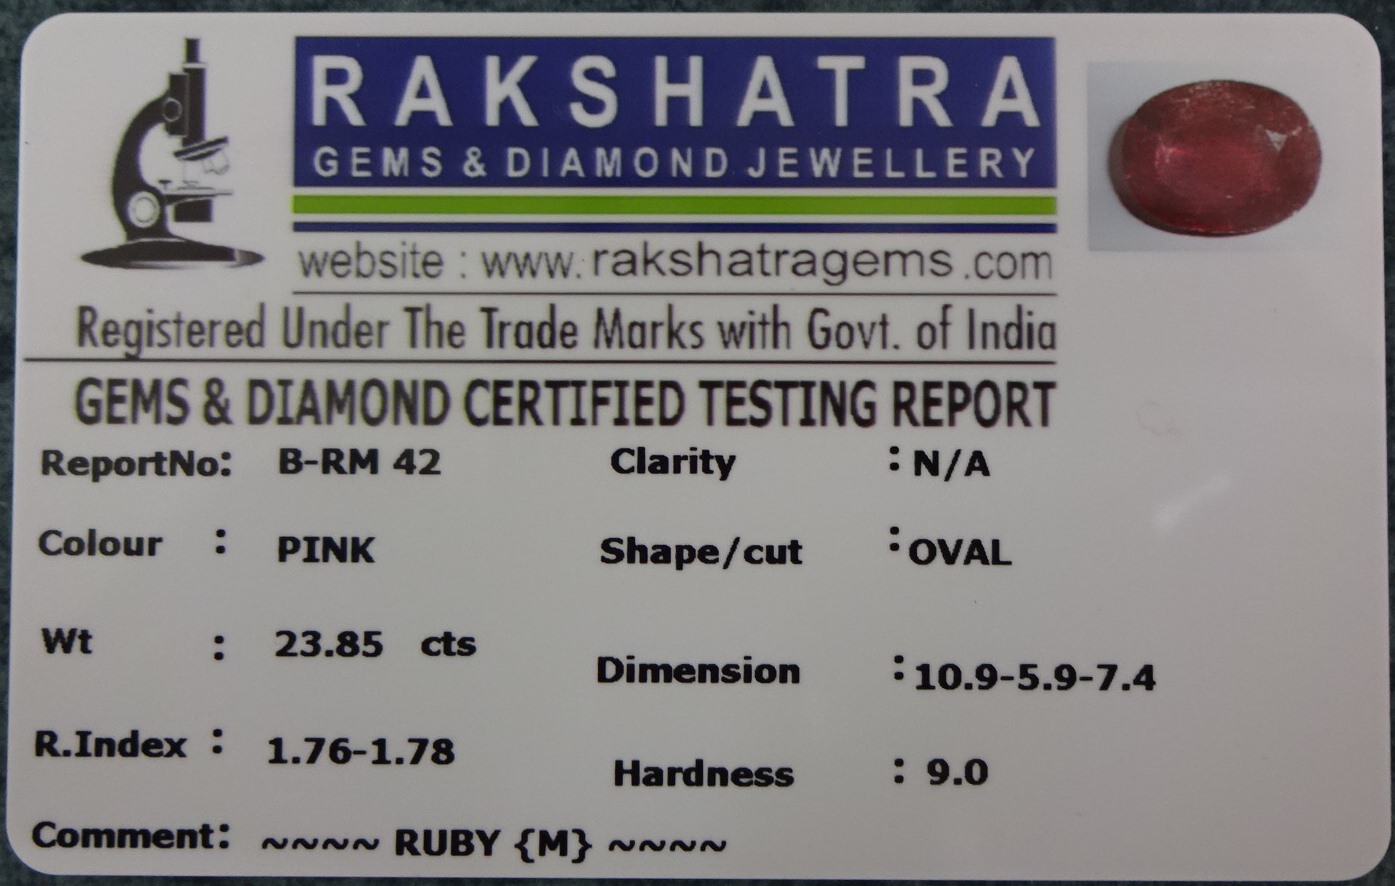 RAKSHATRA
GEMS & DIAMOND JEWELLERY
website : www.rakshatragems.com
Registered Under The Trade Marks with Govt. of India
GEMS & DIAMOND CERTIFIED TESTING REPORT
ReportNo: B-RM 42 Clarity : N/A
Colour : PINK Shape/cut : OVAL
Wt : 23.85 cts Dimension : 10.9-5.9-7.4
R.Index : 1.76-1.78 Hardness : 9.0
Comment: ~~~~ RUBY {M} ~~~~